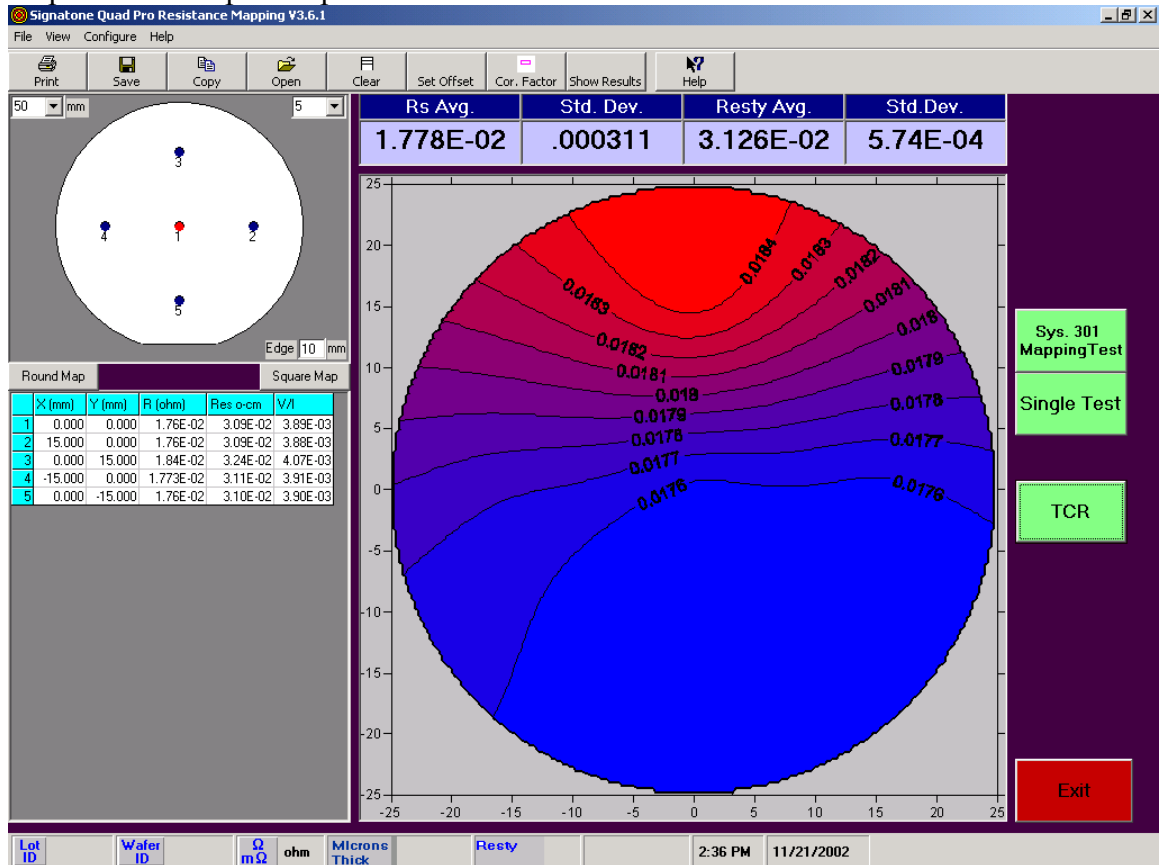 Signatone Quad Pro Resistance Mapping V3.6.1
File View Configure Help
Print Save Copy Open Clear Set Offset Cor. Factor Show Results Help
50 mm 5
3
4 1 2
5
Edge 10 mm
Round Map Square Map
X (mm) Y (mm) R (ohm) Res o-cm V/I
1 0.000 0.000 1.76E-02 3.09E-02 3.89E-03
2 15.000 0.000 1.76E-02 3.09E-02 3.88E-03
3 0.000 15.000 1.84E-02 3.24E-02 4.07E-03
4 -15.000 0.000 1.773E-02 3.11E-02 3.91E-03
5 0.000 -15.000 1.76E-02 3.10E-02 3.90E-03
Rs Avg. Std. Dev. Resty Avg. Std.Dev.
1.778E-02 .000311 3.126E-02 5.74E-04
25
20
15
10
5
0
-5
-10
-15
-20
-25
-25 -20 -15 -10 -5 0 5 10 15 20 25
0.0184
0.0183
0.0182
0.0181
0.018
0.0179
0.0178
0.0177
0.0176
0.0183
0.0182
0.0181
0.018
0.0179
0.0178
0.0177
0.0176
Sys. 301
MappingTest
Single Test
TCR
Exit
Lot
ID
Wafer
ID
Ω
mΩ
ohm
MIcrons
Thick
Resty
2:36 PM 11/21/2002